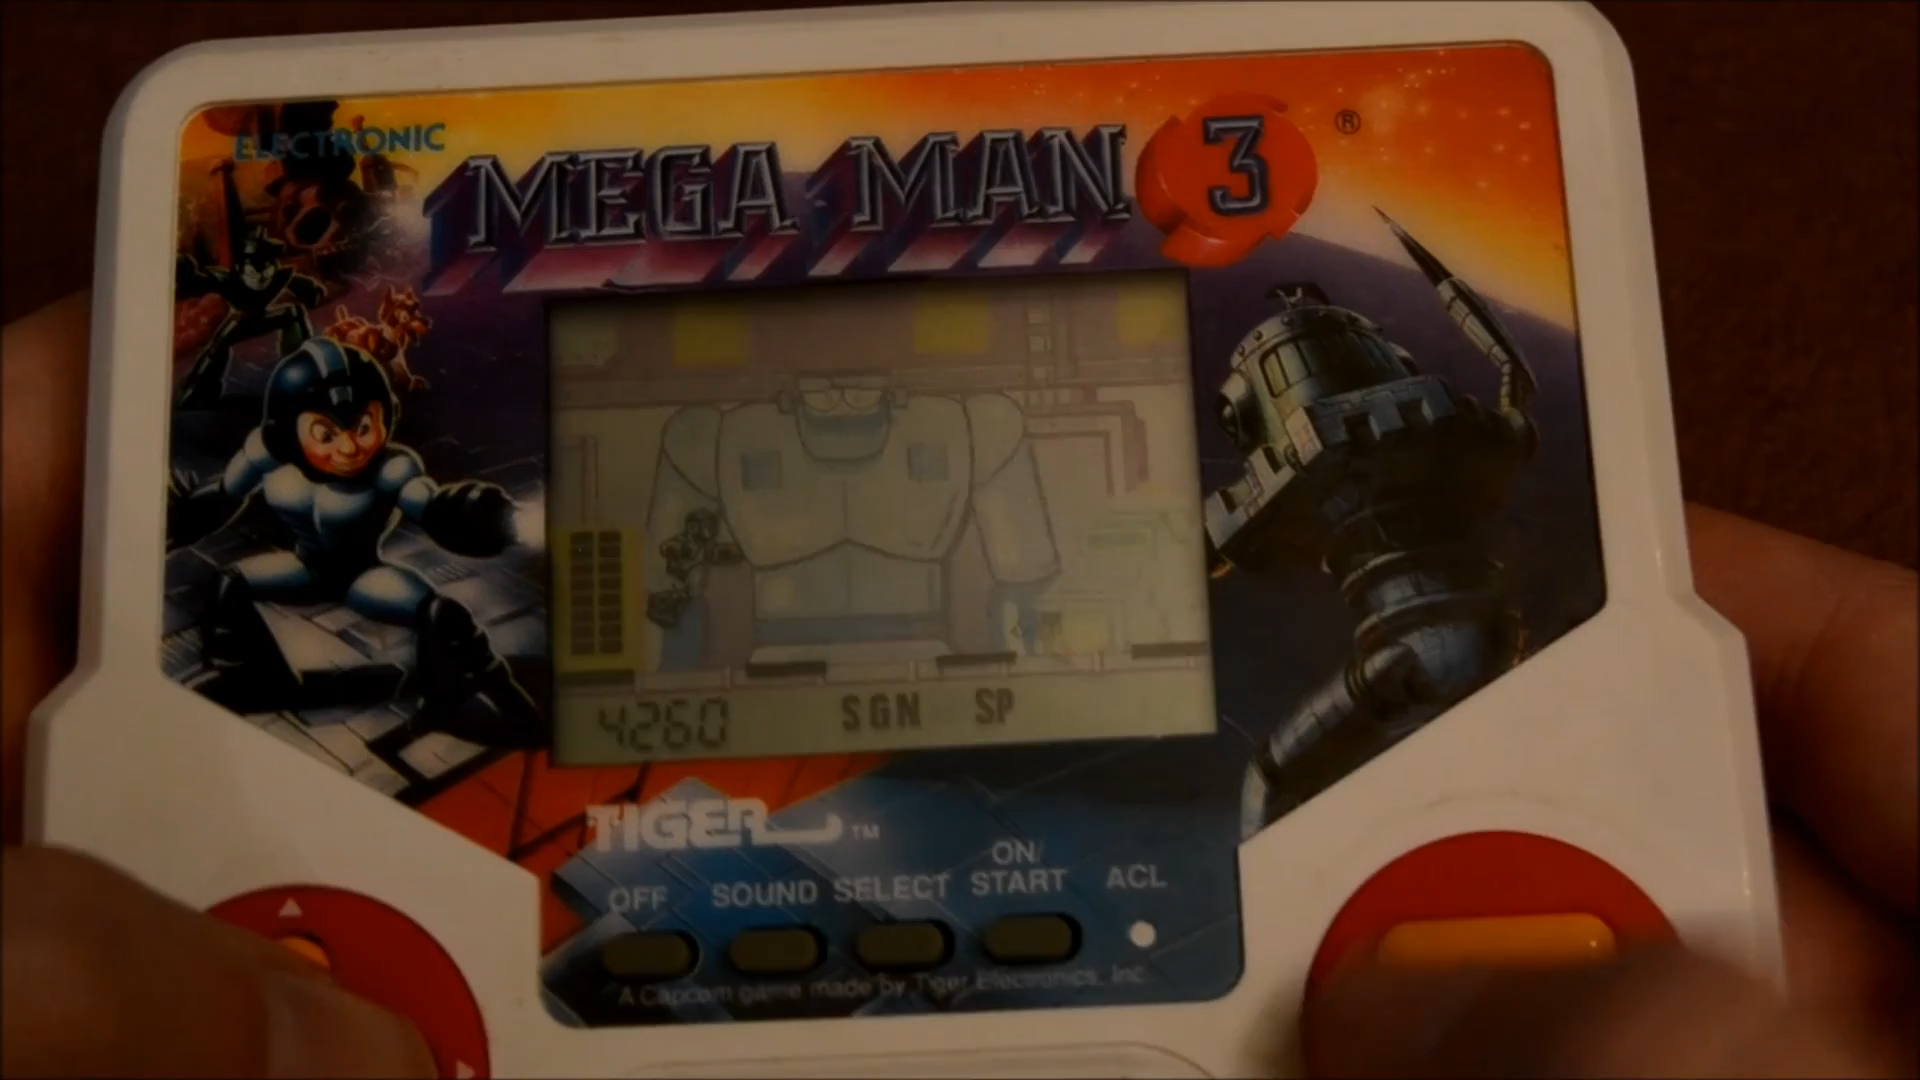 ELECTRONIC
MEGA MAN 3 ®
4260 SGN SP
TIGER ™
OFF SOUND SELECT ON/START ACL
A Capcom game made by Tiger Electronics, Inc.